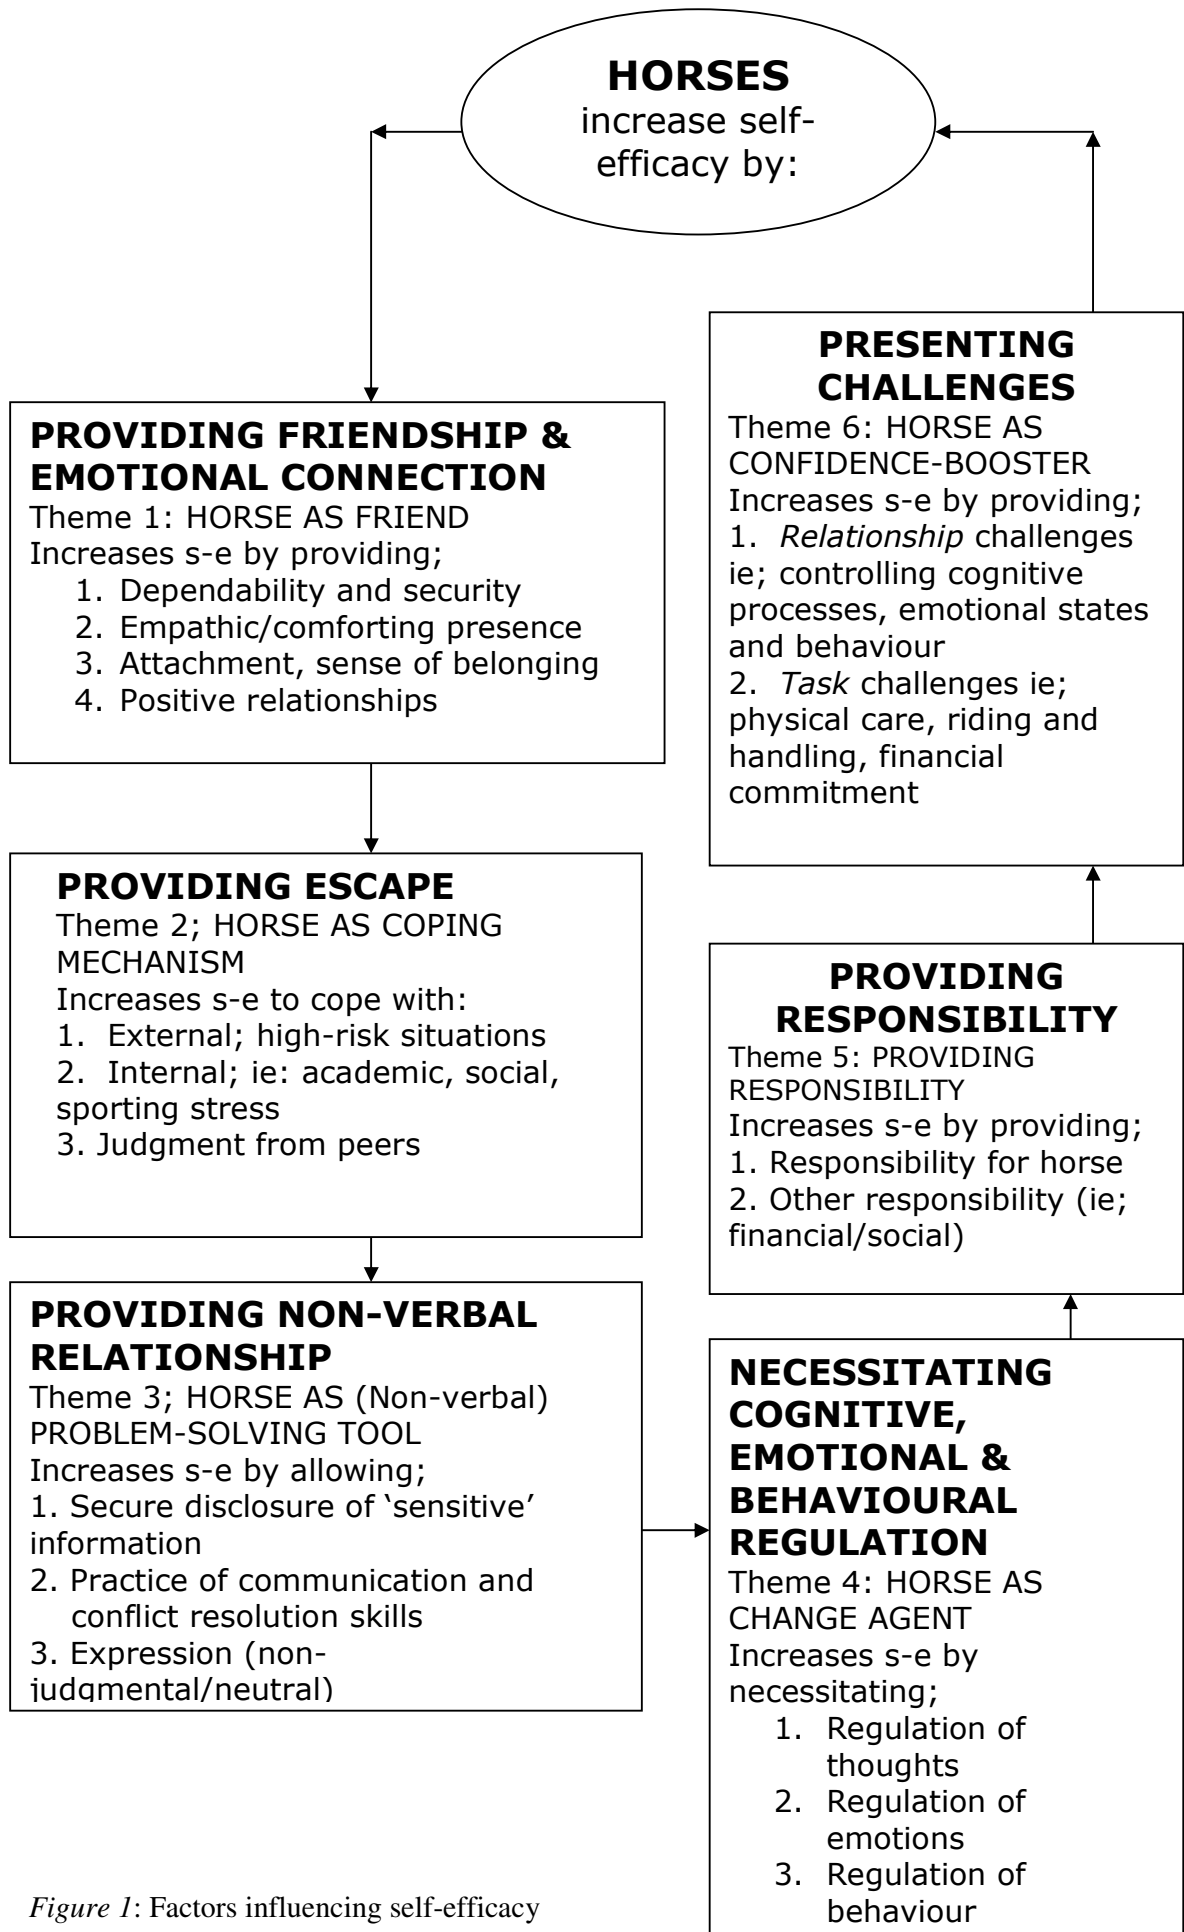 HORSES
increase self-
efficacy by:
PROVIDING FRIENDSHIP &
EMOTIONAL CONNECTION
Theme 1: HORSE AS FRIEND
Increases s-e by providing;
1. Dependability and security
2. Empathic/comforting presence
3. Attachment, sense of belonging
4. Positive relationships
PROVIDING ESCAPE
Theme 2; HORSE AS COPING
MECHANISM
Increases s-e to cope with:
1. External; high-risk situations
2. Internal; ie: academic, social,
sporting stress
3. Judgment from peers
PROVIDING NON-VERBAL
RELATIONSHIP
Theme 3; HORSE AS (Non-verbal)
PROBLEM-SOLVING TOOL
Increases s-e by allowing;
1. Secure disclosure of ‘sensitive’
information
2. Practice of communication and
conflict resolution skills
3. Expression (non-
judgmental/neutral)
NECESSITATING
COGNITIVE,
EMOTIONAL &
BEHAVIOURAL
REGULATION
Theme 4: HORSE AS
CHANGE AGENT
Increases s-e by
necessitating;
1. Regulation of
thoughts
2. Regulation of
emotions
3. Regulation of
behaviour
PROVIDING
RESPONSIBILITY
Theme 5: PROVIDING
RESPONSIBILITY
Increases s-e by providing;
1. Responsibility for horse
2. Other responsibility (ie;
financial/social)
PRESENTING
CHALLENGES
Theme 6: HORSE AS
CONFIDENCE-BOOSTER
Increases s-e by providing;
1. Relationship challenges
ie; controlling cognitive
processes, emotional states
and behaviour
2. Task challenges ie;
physical care, riding and
handling, financial
commitment
Figure 1: Factors influencing self-efficacy